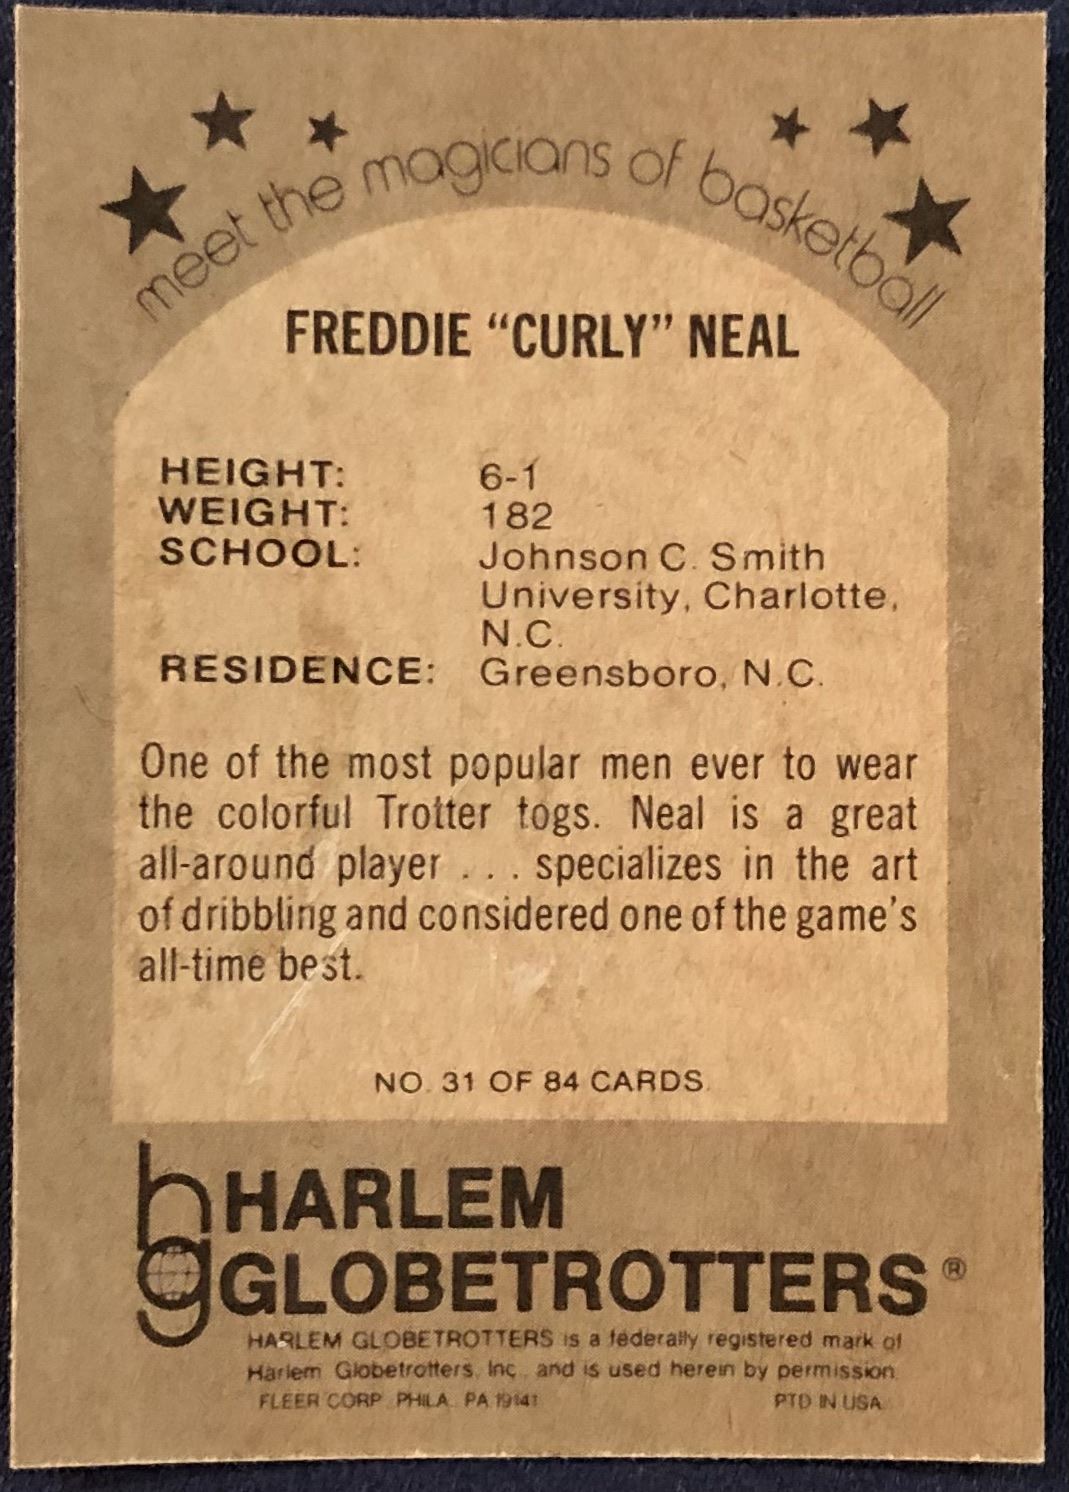 meet the magicians of basketball
FREDDIE “CURLY” NEAL
HEIGHT: 6-1
WEIGHT: 182
SCHOOL: Johnson C. Smith
University, Charlotte,
N.C.
RESIDENCE: Greensboro, N.C.
One of the most popular men ever to wear
the colorful Trotter togs. Neal is a great
all-around player . . . specializes in the art
of dribbling and considered one of the game’s
all-time best.
NO. 31 OF 84 CARDS
hg HARLEM
GLOBETROTTERS®
HARLEM GLOBETROTTERS is a federally registered mark of
Harlem Globetrotters, Inc. and is used herein by permission.
FLEER CORP. PHILA. PA 19141 PTD IN USA